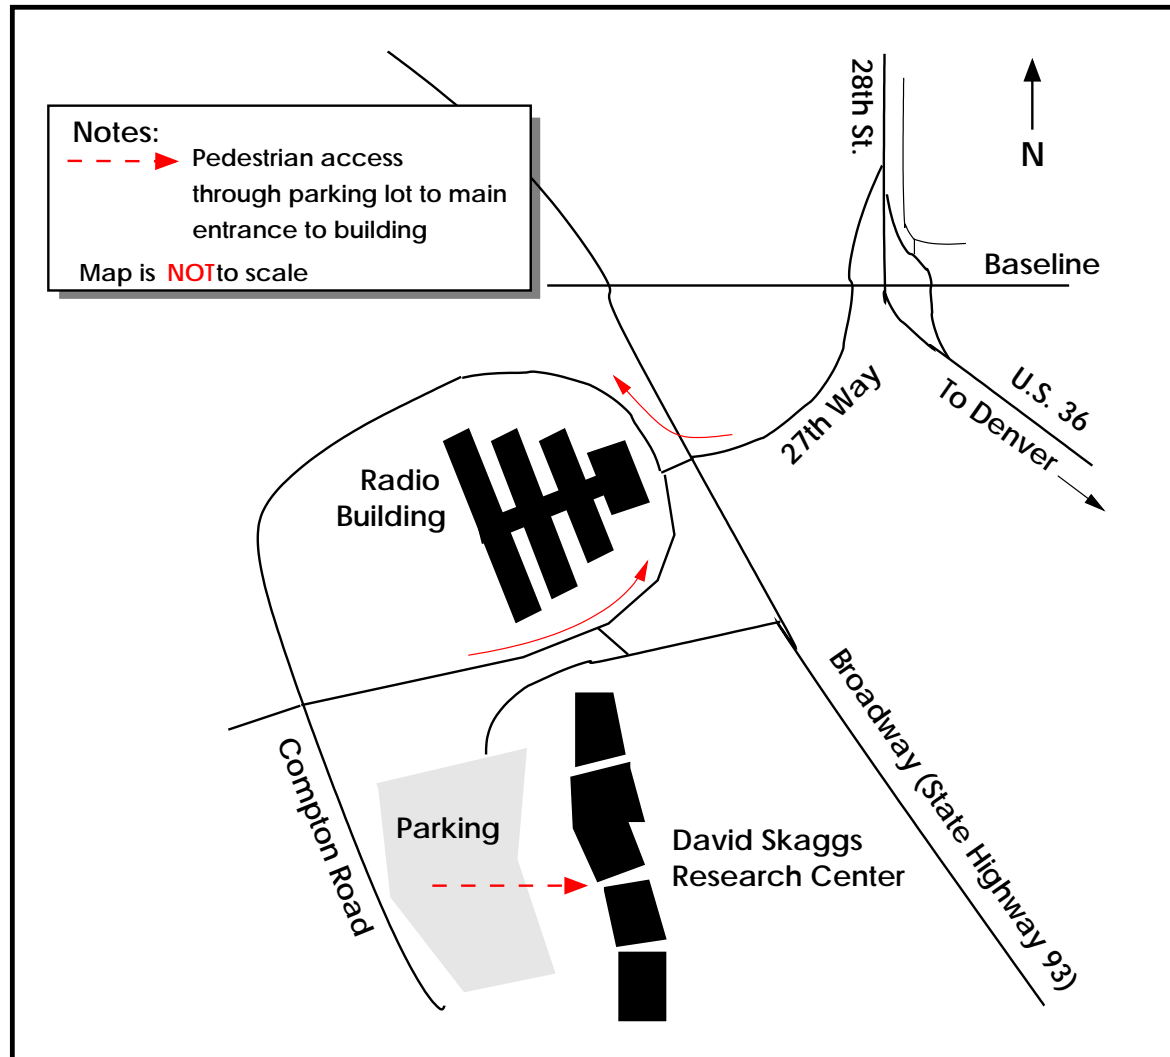 Notes:
Pedestrian access
through parking lot to main
entrance to building
Map is NOT to scale
28th St.
N
Baseline
U.S. 36
To Denver
27th Way
Radio
Building
Broadway (State Highway 93)
Compton Road
Parking
David Skaggs
Research Center